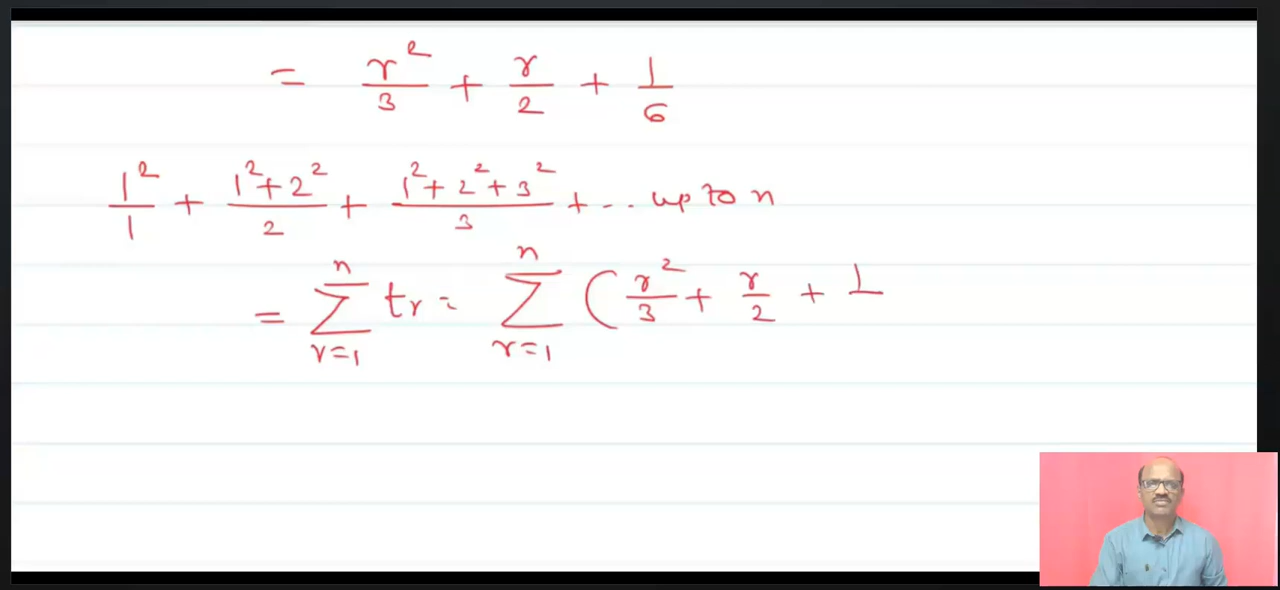 = r²/3 + r/2 + 1/6
1²/1 + (1²+2²)/2 + (1²+2²+3²)/3 + ... up to n
= Σ_{r=1}^{n} tr = Σ_{r=1}^{n} (r²/3 + r/2 + 1